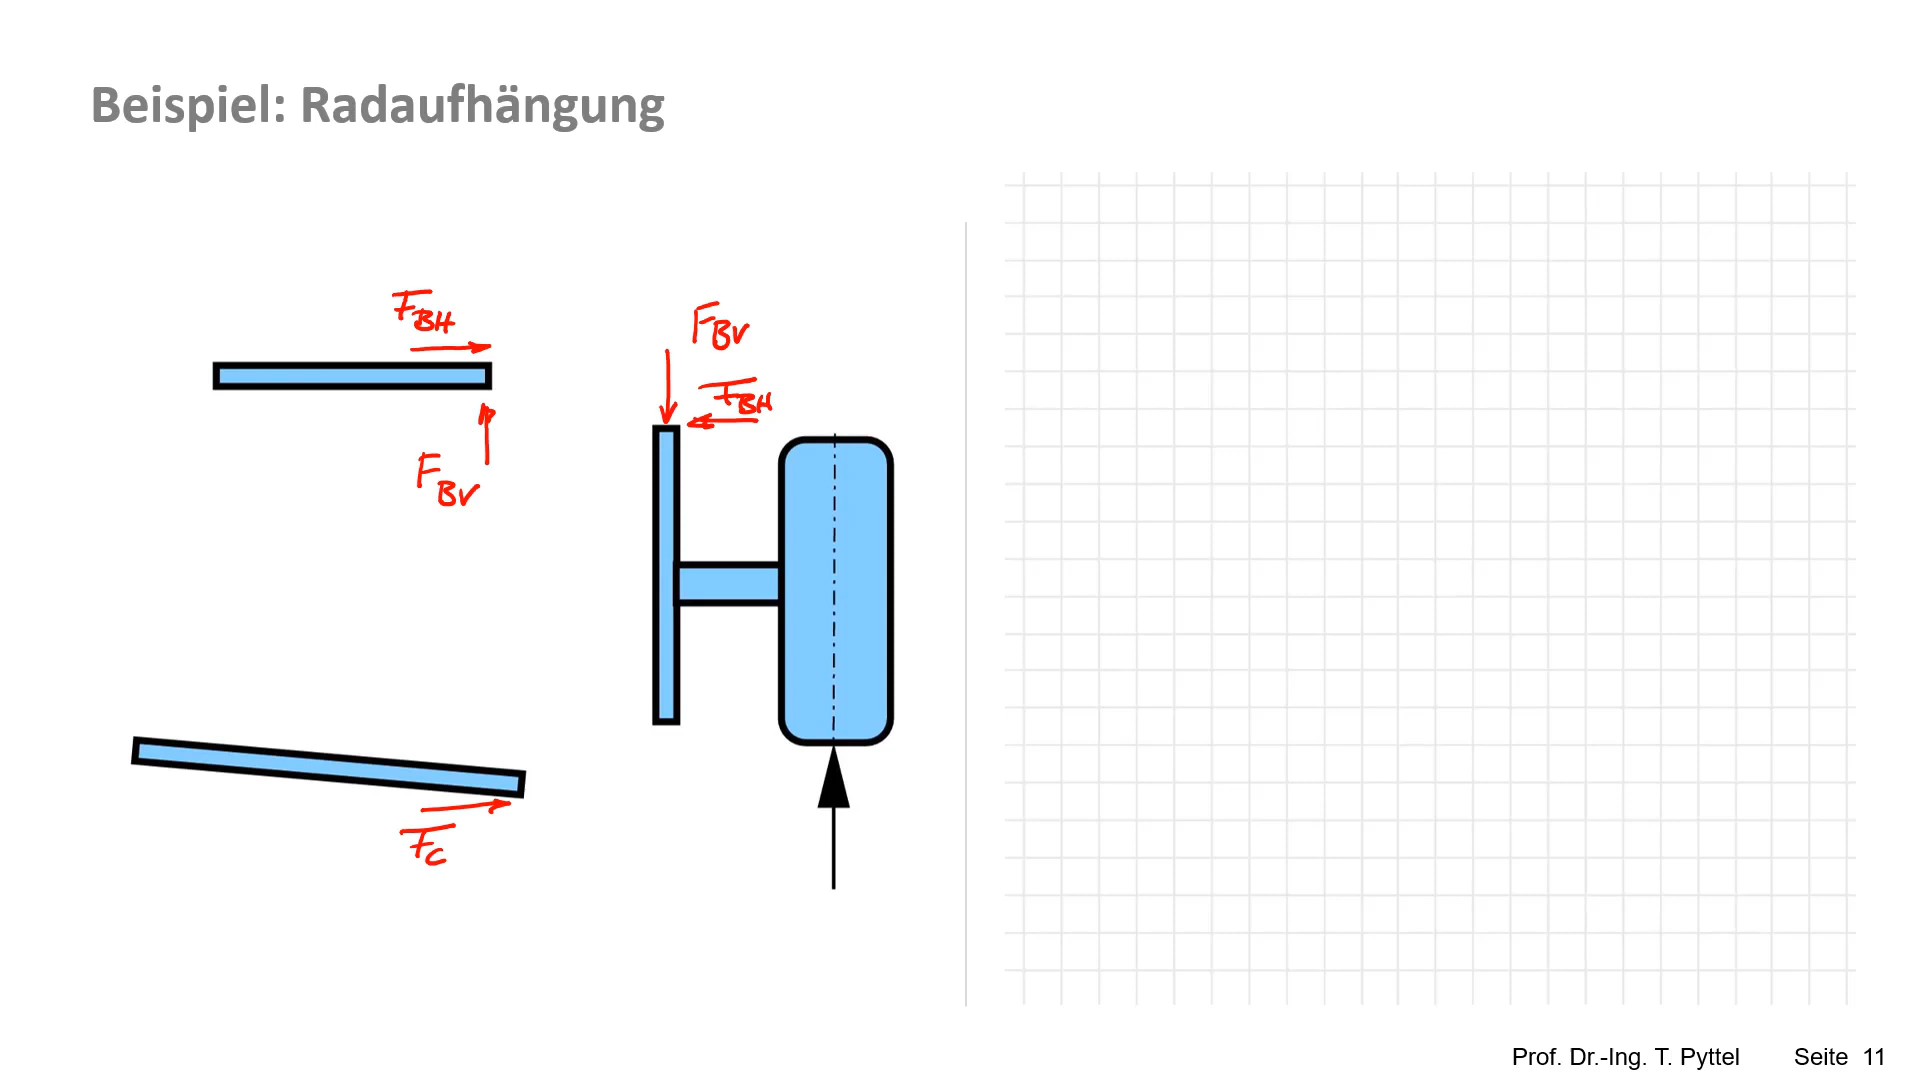 Beispiel: Radaufhängung
F_BH
F_BV
F_BV
F_BH
F_C
Prof. Dr.-Ing. T. Pyttel Seite 11